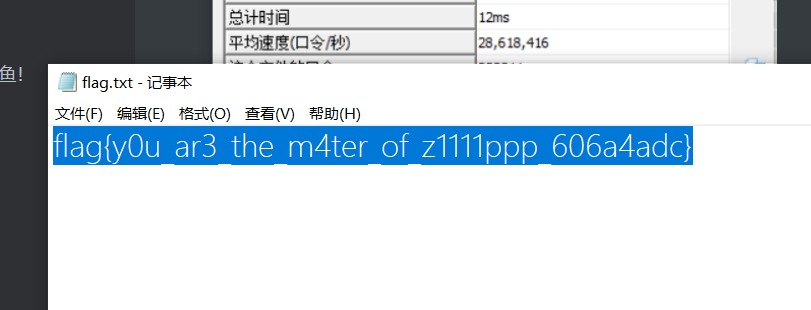 总计时间 12ms
平均速度(口令/秒) 28,618,416
鱼!
flag.txt - 记事本
文件(F) 编辑(E) 格式(O) 查看(V) 帮助(H)
flag{y0u_ar3_the_m4ter_of_z1111ppp_606a4adc}